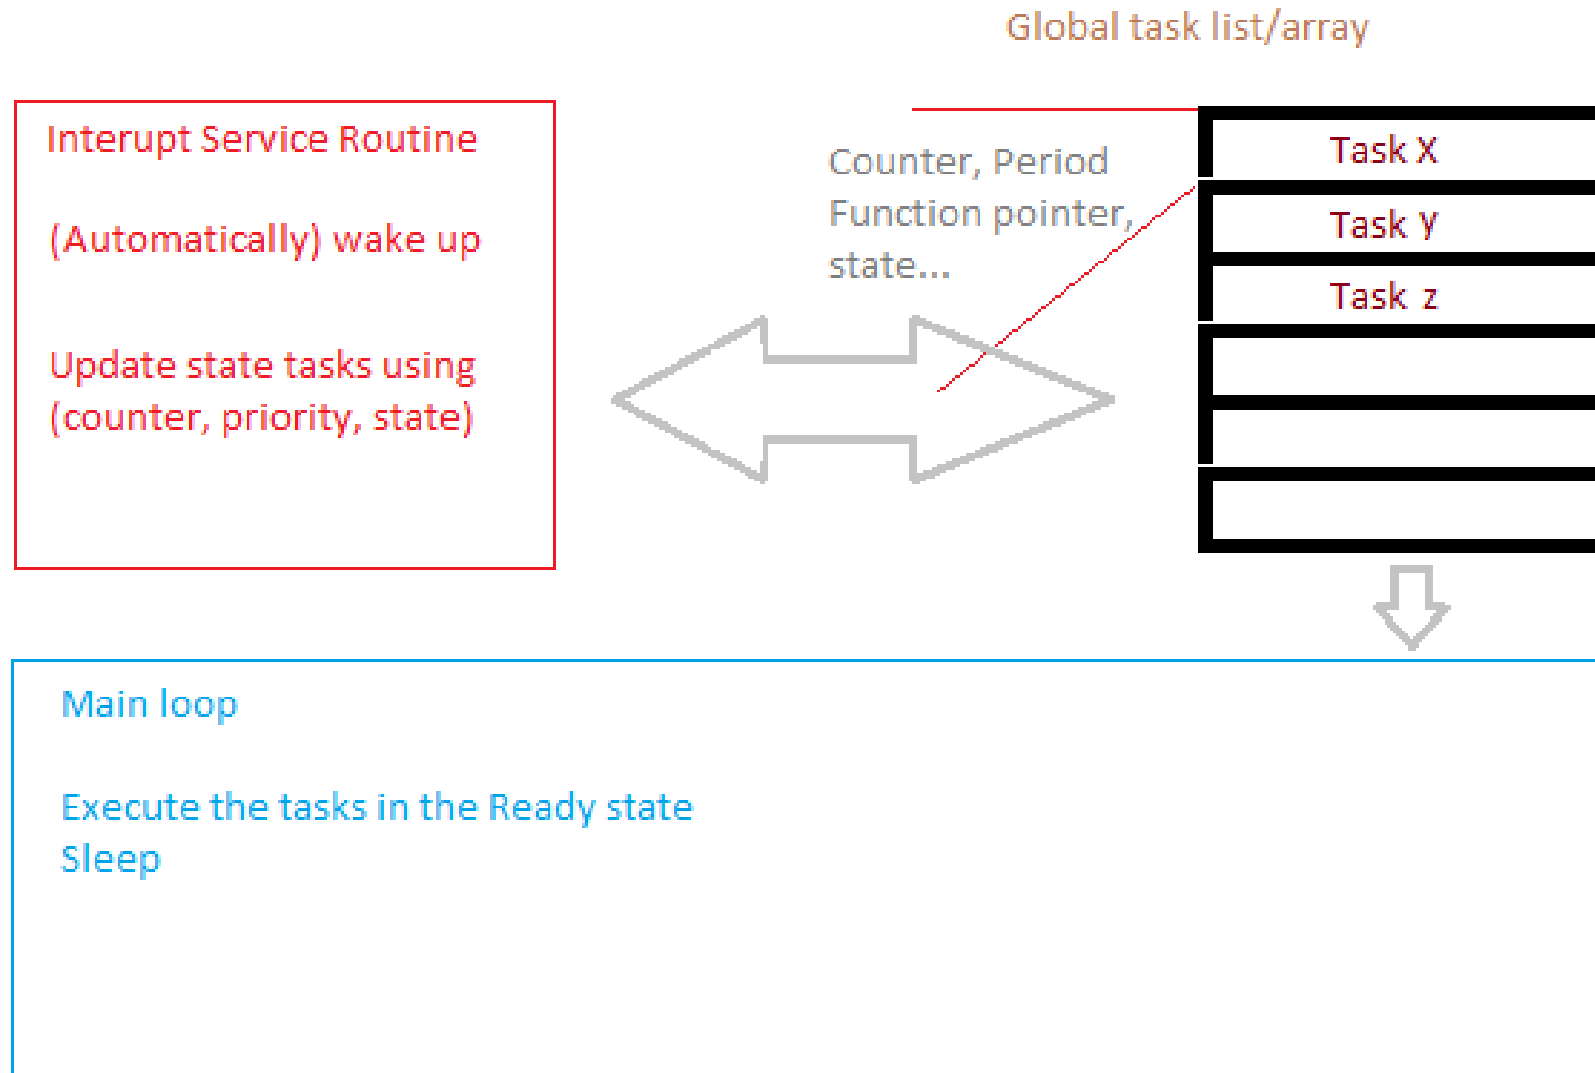 Global task list/array
Interupt Service Routine
(Automatically) wake up
Update state tasks using
(counter, priority, state)
Counter, Period
Function pointer,
state...
Task X
Task Y
Task z
Main loop
Execute the tasks in the Ready state
Sleep